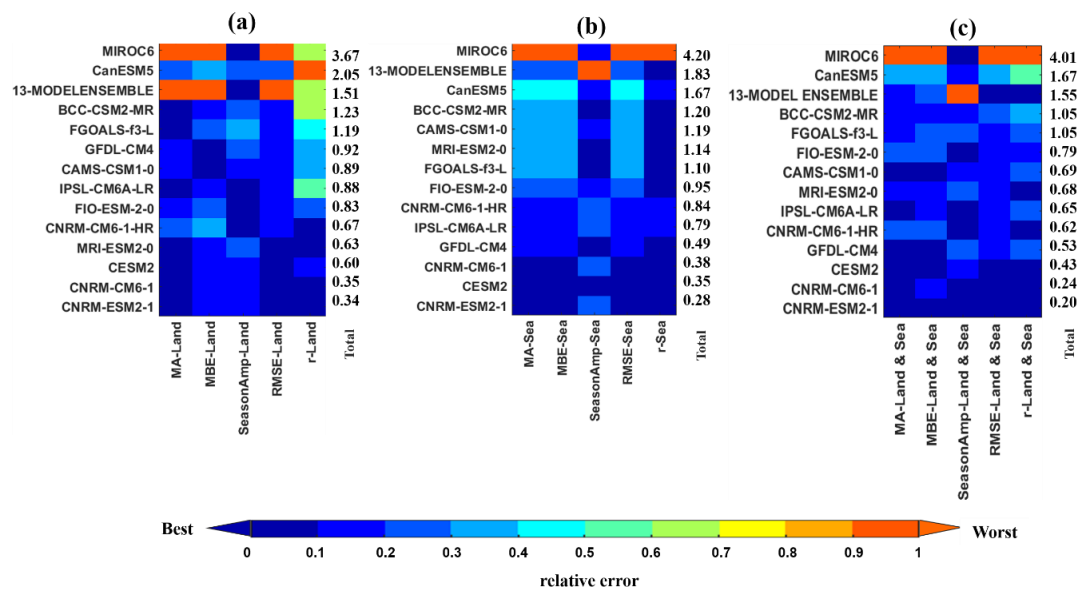 (a)
MIROC6 3.67
CanESM5 2.05
13-MODELENSEMBLE 1.51
BCC-CSM2-MR 1.23
FGOALS-f3-L 1.19
GFDL-CM4 0.92
CAMS-CSM1-0 0.89
IPSL-CM6A-LR 0.88
FIO-ESM-2-0 0.83
CNRM-CM6-1-HR 0.67
MRI-ESM2-0 0.63
CESM2 0.60
CNRM-CM6-1 0.35
CNRM-ESM2-1 0.34
MA-Land
MBE-Land
SeasonAmp-Land
RMSE-Land
r-Land
Total
(b)
MIROC6 4.20
13-MODELENSEMBLE 1.83
CanESM5 1.67
BCC-CSM2-MR 1.20
CAMS-CSM1-0 1.19
MRI-ESM2-0 1.14
FGOALS-f3-L 1.10
FIO-ESM-2-0 0.95
CNRM-CM6-1-HR 0.84
IPSL-CM6A-LR 0.79
GFDL-CM4 0.49
CNRM-CM6-1 0.38
CESM2 0.35
CNRM-ESM2-1 0.28
MA-Sea
MBE-Sea
SeasonAmp-Sea
RMSE-Sea
r-Sea
Total
(c)
MIROC6 4.01
CanESM5 1.67
13-MODEL ENSEMBLE 1.55
BCC-CSM2-MR 1.05
FGOALS-f3-L 1.05
FIO-ESM-2-0 0.79
CAMS-CSM1-0 0.69
MRI-ESM2-0 0.68
IPSL-CM6A-LR 0.65
CNRM-CM6-1-HR 0.62
GFDL-CM4 0.53
CESM2 0.43
CNRM-CM6-1 0.24
CNRM-ESM2-1 0.20
MA-Land & Sea
MBE-Land & Sea
SeasonAmp-Land & Sea
RMSE-Land & Sea
r-Land & Sea
Total
Best Worst
0 0.1 0.2 0.3 0.4 0.5 0.6 0.7 0.8 0.9 1
relative error